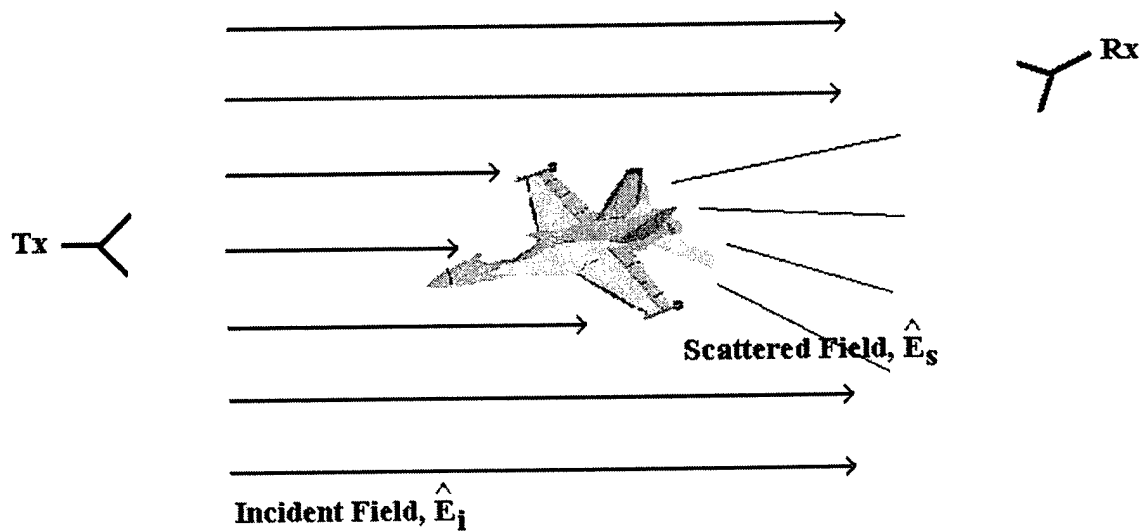 Rx
Tx
Scattered Field, Ê_s
Incident Field, Ê_i